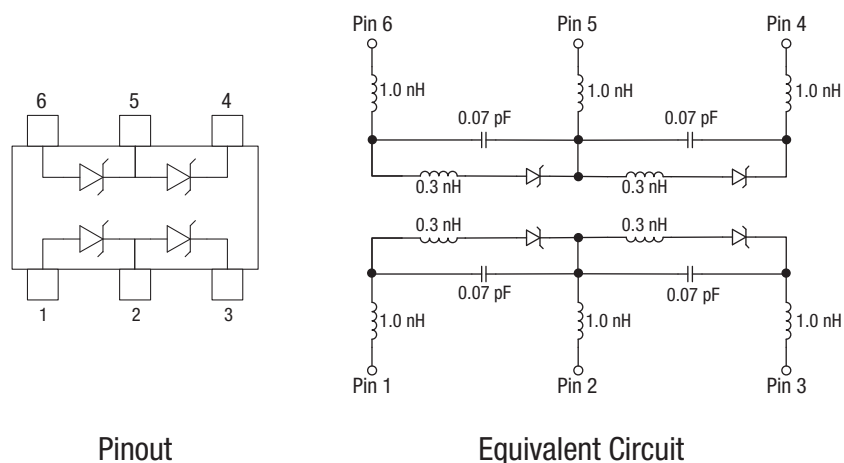 6 5 4
1 2 3
Pinout
Pin 6 Pin 5 Pin 4
1.0 nH 1.0 nH 1.0 nH
0.07 pF 0.07 pF
0.3 nH 0.3 nH
0.3 nH 0.3 nH
0.07 pF 0.07 pF
1.0 nH 1.0 nH 1.0 nH
Pin 1 Pin 2 Pin 3
Equivalent Circuit